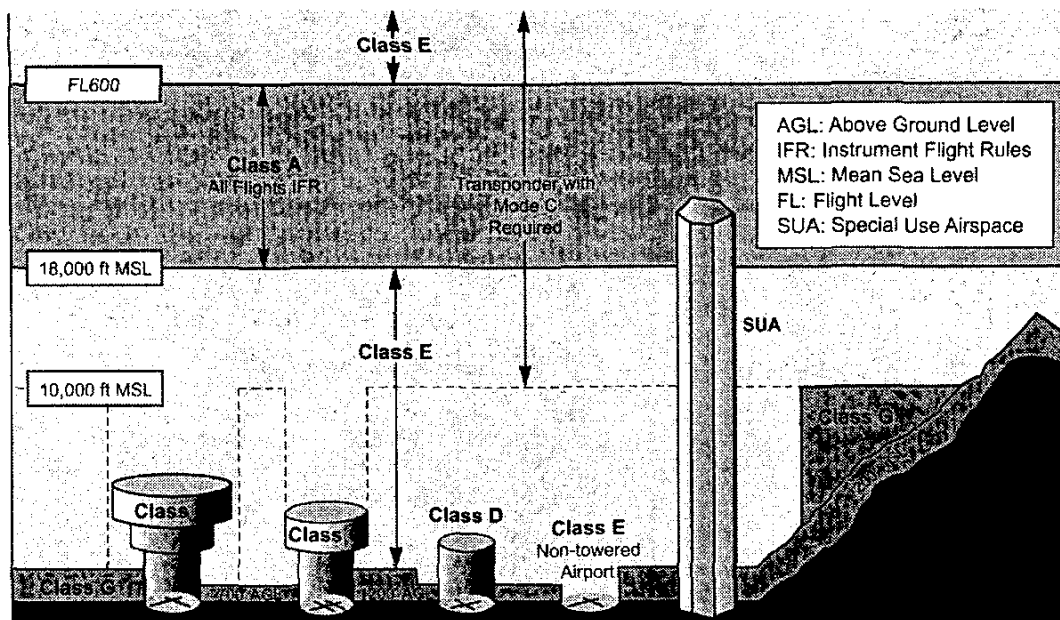 Class E
FL600
Class A
All Flights IFR
Transponder with
Mode C
Required
AGL: Above Ground Level
IFR: Instrument Flight Rules
MSL: Mean Sea Level
FL: Flight Level
SUA: Special Use Airspace
18,000 ft MSL
SUA
Class E
10,000 ft MSL
Class G
Class
Class
Class D
Class E
Non-towered
Airport
Class G
AGL